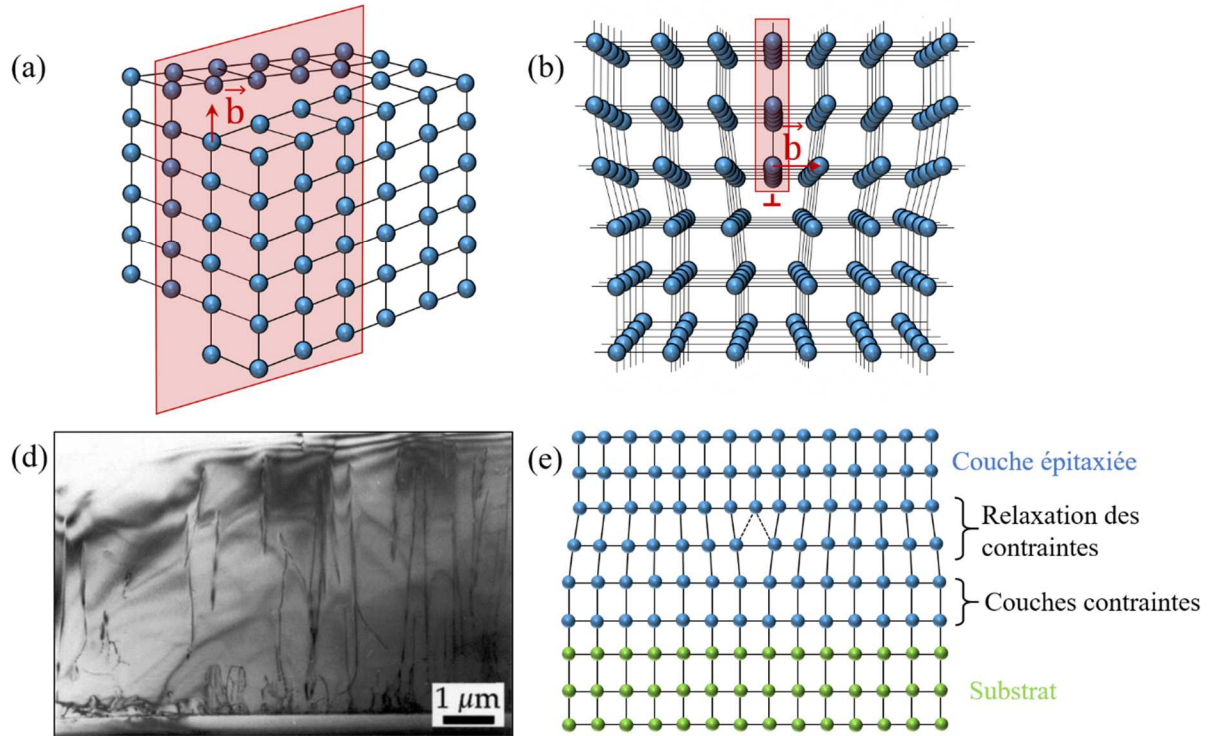 (a)
b
(b)
b
⊥
(d)
1 μm
(e)
Couche épitaxiée
Relaxation des
contraintes
Couches contraintes
Substrat